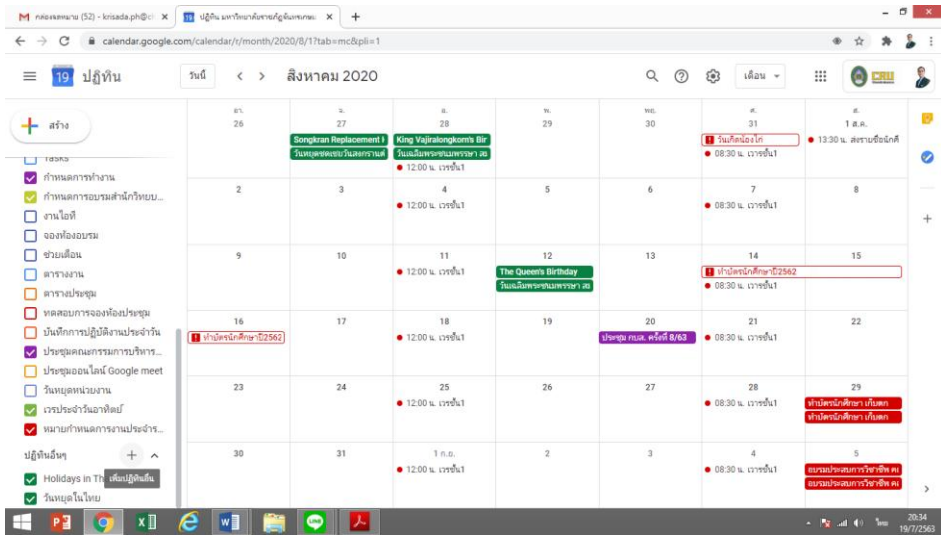 กล่องจดหมาย (52) - krisada.ph@c
ปฏิทิน มหาวิทยาลัยราชภัฏจันทรเกษม
calendar.google.com/calendar/r/month/2020/8/1?tab=mc&pli=1
19 ปฏิทิน วันนี้ สิงหาคม 2020 เดือน CRU
สร้าง
Tasks
กำหนดการทำงาน
กำหนดการอบรมสำนักวิทยบ...
งานไอที
จองห้องอบรม
ช่วยเตือน
ตารางงาน
ตารางประชุม
ทดสอบการจองห้องประชุม
บันทึกการปฏิบัติงานประจำวัน
ประชุมคณะกรรมการบริหาร...
ประชุมออนไลน์ Google meet
วันหยุดหน่วยงาน
เวรประจำวันอาทิตย์
หมายกำหนดการงานประจำร...
ปฏิทินอื่นๆ
เพิ่มปฏิทินอื่น
Holidays in Th
วันหยุดในไทย
อา. จ. อ. พ. พฤ. ศ. ส.
26 27 28 29 30 31 1 ส.ค.
Songkran Replacement H King Vajiralongkorn's Bir ! วันเกิดน้องไก่ 13:30 น. ส่งรายชื่อนักศึ
วันหยุดชดเชยวันสงกรานต์ วันเฉลิมพระชนมพรรษา สม 08:30 น. เวรชั้น1
12:00 น. เวรชั้น1
2 3 4 5 6 7 8
12:00 น. เวรชั้น1 08:30 น. เวรชั้น1
9 10 11 12 13 14 15
12:00 น. เวรชั้น1 The Queen's Birthday ! ทำบัตรนักศึกษาปี2562
วันเฉลิมพระชนมพรรษา สม 08:30 น. เวรชั้น1
16 17 18 19 20 21 22
! ทำบัตรนักศึกษาปี2562 12:00 น. เวรชั้น1 ประชุม กบส. ครั้งที่ 8/63 08:30 น. เวรชั้น1
23 24 25 26 27 28 29
12:00 น. เวรชั้น1 08:30 น. เวรชั้น1 ทำบัตรนักศึกษา เก็บตก
ทำบัตรนักศึกษา เก็บตก
30 31 1 ก.ย. 2 3 4 5
12:00 น. เวรชั้น1 08:30 น. เวรชั้น1 อบรมประสบการวิชาชีพ คณ
อบรมประสบการวิชาชีพ คณ
ไทย 20:34
19/7/2563